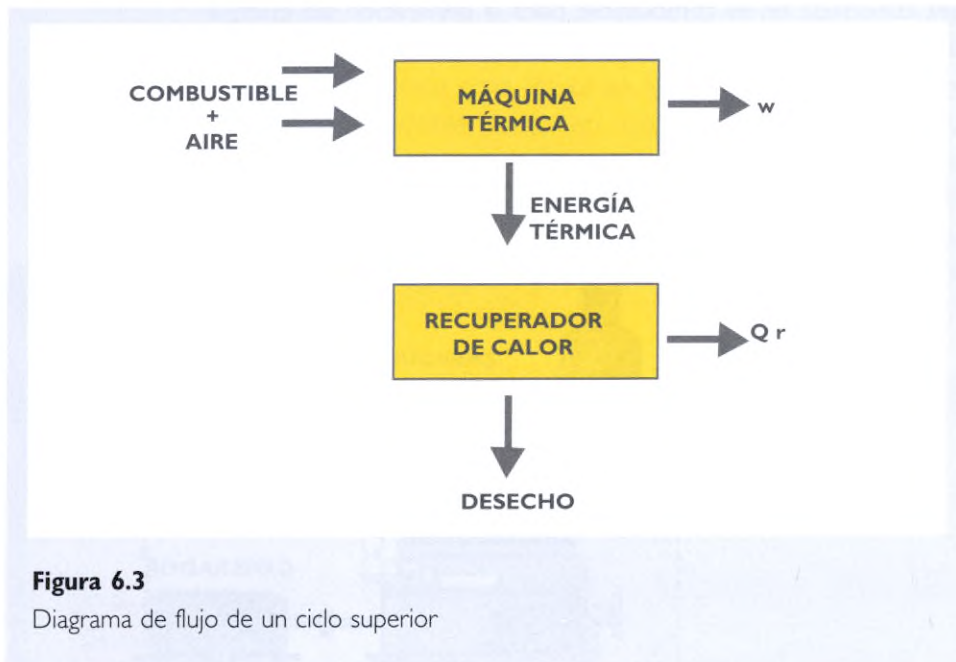 COMBUSTIBLE
+
AIRE
MÁQUINA
TÉRMICA
w
ENERGÍA
TÉRMICA
RECUPERADOR
DE CALOR
Q r
DESECHO
Figura 6.3
Diagrama de flujo de un ciclo superior